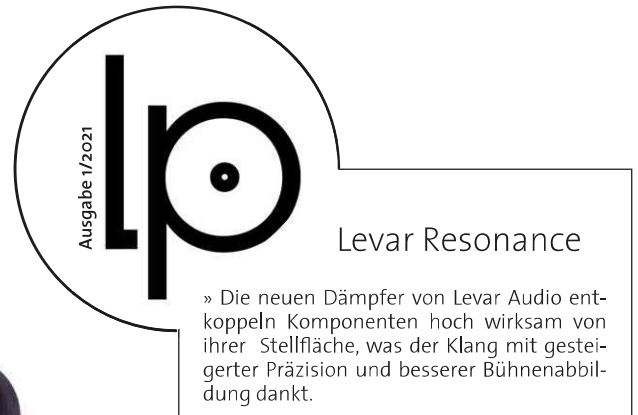 Ausgabe 1/2021
lp
Levar Resonance
» Die neuen Dämpfer von Levar Audio ent-
koppeln Komponenten hoch wirksam von
ihrer Stellfläche, was der Klang mit gestei-
gerter Präzision und besserer Bühnenabbil-
dung dankt.